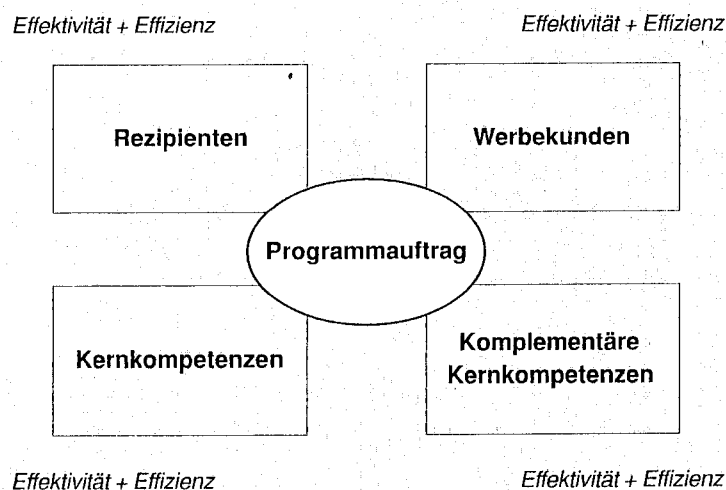 Effektivität + Effizienz
Effektivität + Effizienz
Rezipienten
Werbekunden
Programmauftrag
Kernkompetenzen
Komplementäre
Kernkompetenzen
Effektivität + Effizienz
Effektivität + Effizienz